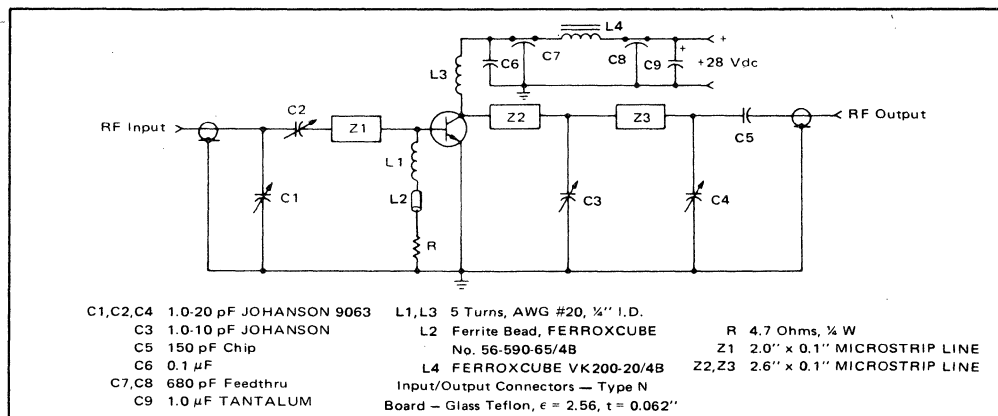 L4
+
C6
C7
C8
C9
+
+28 Vdc
L3
-
C2
RF Input
Z1
Z2
Z3
RF Output
C5
L1
C1
L2
C3
C4
R
C1,C2,C4 1.0-20 pF JOHANSON 9063
C3 1.0-10 pF JOHANSON
C5 150 pF Chip
C6 0.1 µF
C7,C8 680 pF Feedthru
C9 1.0 µF TANTALUM
L1,L3 5 Turns, AWG #20, ¼" I.D.
L2 Ferrite Bead, FERROXCUBE
No. 56-590-65/4B
L4 FERROXCUBE VK200-20/4B
Input/Output Connectors — Type N
Board — Glass Teflon, ε = 2.56, t = 0.062"
R 4.7 Ohms, ¼ W
Z1 2.0" x 0.1" MICROSTRIP LINE
Z2,Z3 2.6" x 0.1" MICROSTRIP LINE